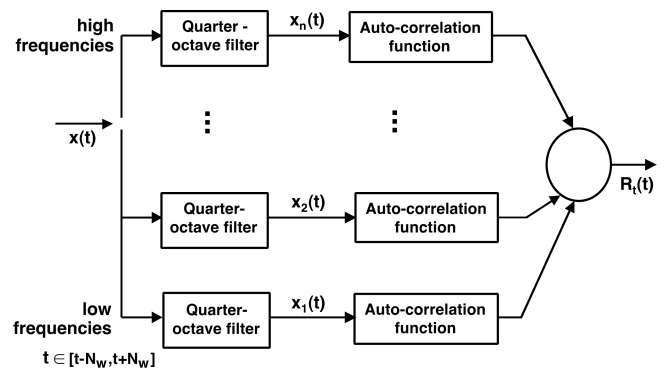 high
frequencies
Quarter -
octave filter
xn(t)
Auto-correlation
function
x(t)
Rt(t)
Quarter-
octave filter
x2(t)
Auto-correlation
function
low
frequencies
Quarter-
octave filter
x1(t)
Auto-correlation
function
t ∈ [t-Nw,t+Nw]